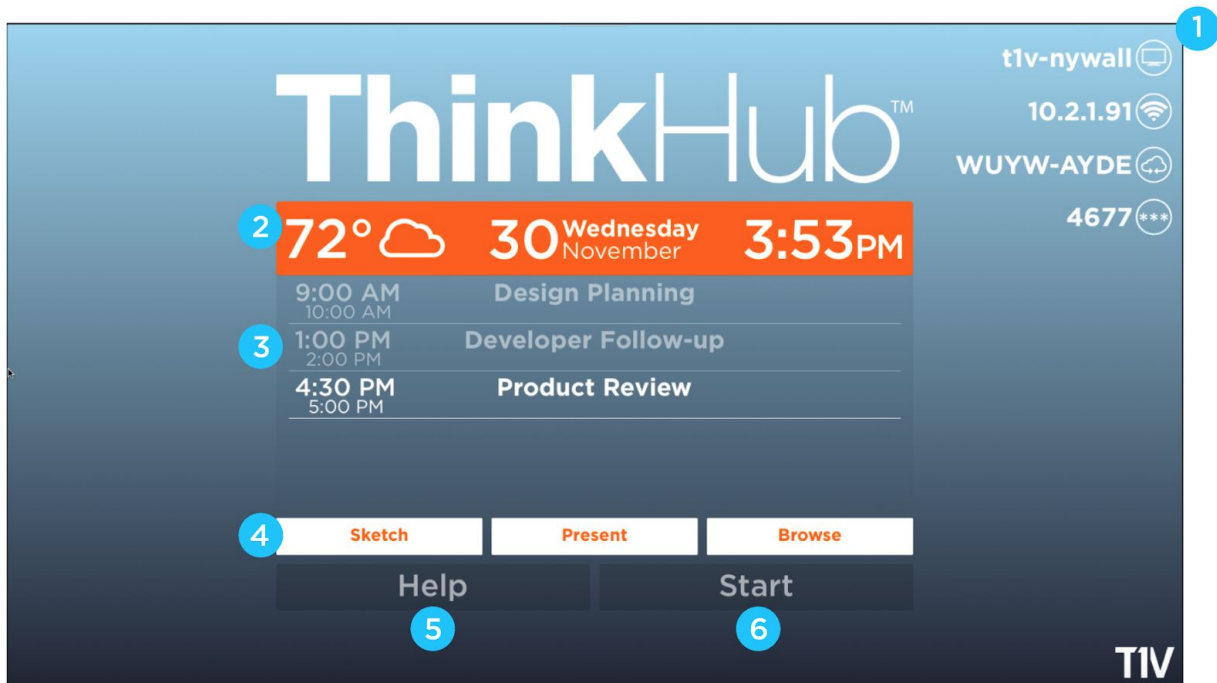 1
t1v-nywall
ThinkHub™
10.2.1.91
WUYW-AYDE
4677 ***
2
72° 30 Wednesday November 3:53PM
9:00 AM Design Planning
10:00 AM
3
1:00 PM Developer Follow-up
2:00 PM
4:30 PM Product Review
5:00 PM
4
Sketch Present Browse
Help Start
5 6
T1V